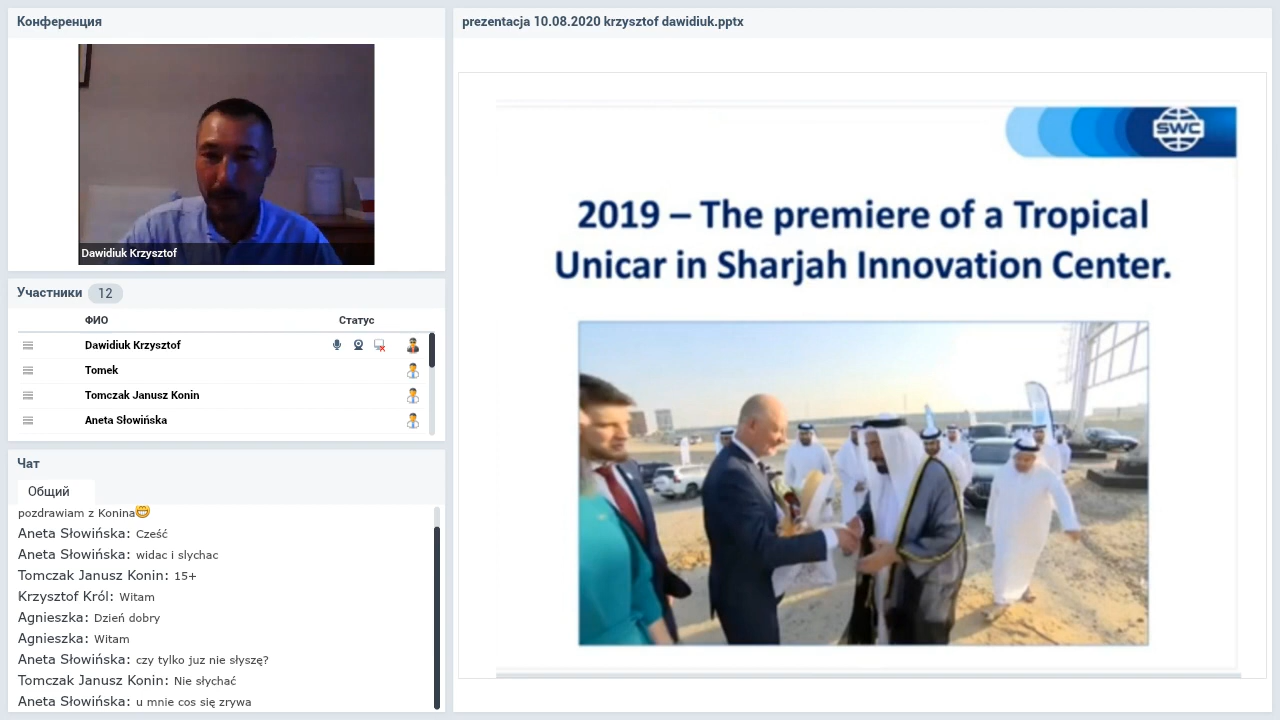 Конференция
Dawidiuk Krzysztof
Участники 12
ФИО Статус
Dawidiuk Krzysztof
Tomek
Tomczak Janusz Konin
Aneta Słowińska
Чат
Общий
pozdrawiam z Konina😁
Aneta Słowińska: Cześć
Aneta Słowińska: widac i slychac
Tomczak Janusz Konin: 15+
Krzysztof Król: Witam
Agnieszka: Dzień dobry
Agnieszka: Witam
Aneta Słowińska: czy tylko juz nie słyszę?
Tomczak Janusz Konin: Nie słychać
Aneta Słowińska: u mnie cos się zrywa
prezentacja 10.08.2020 krzysztof dawidiuk.pptx
SWC
2019 – The premiere of a Tropical
Unicar in Sharjah Innovation Center.